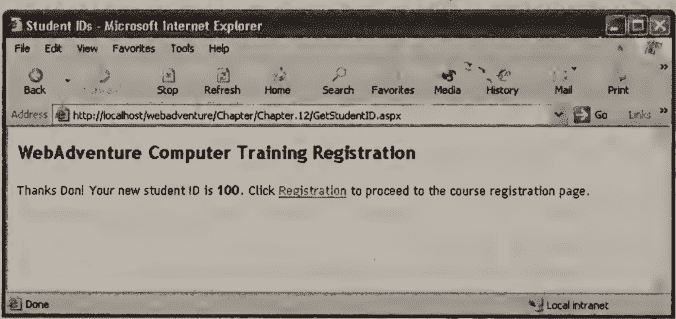 Student IDs - Microsoft Internet Explorer
File Edit View Favorites Tools Help
Back Stop Refresh Home Search Favorites Media History Mail Print »
Address http://localhost/webadventure/Chapter/Chapter.12/GetStudentID.aspx Go Links »
WebAdventure Computer Training Registration
Thanks Don! Your new student ID is 100. Click Registration to proceed to the course registration page.
Done Local intranet